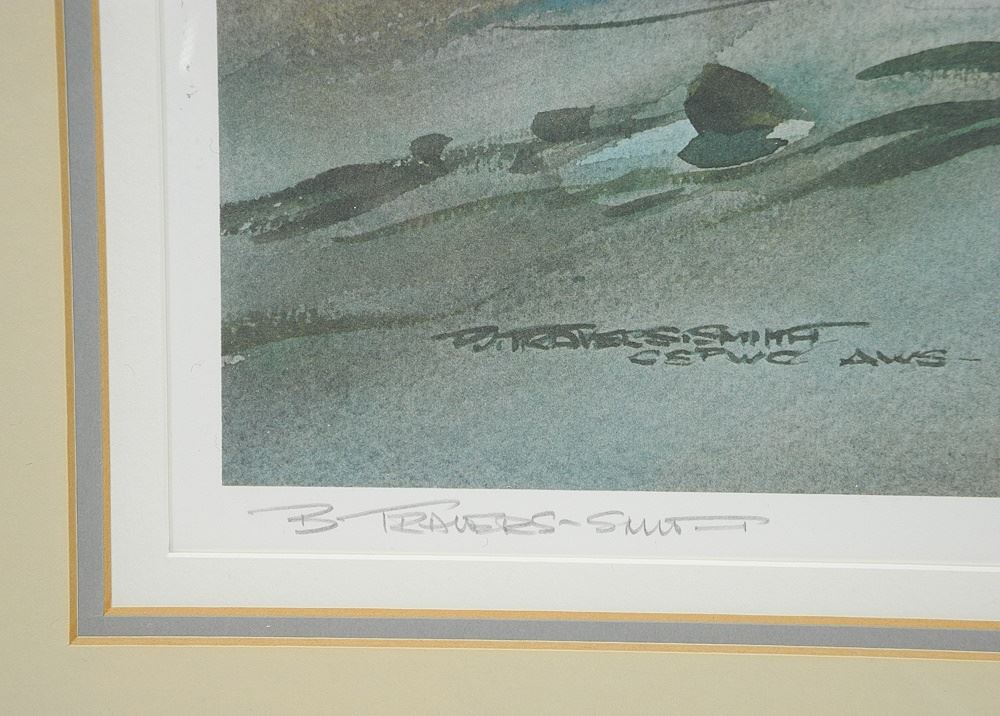 B. TRAVERS-SMITH
CSPWC AWS-
B-TRAVERS-SMITH